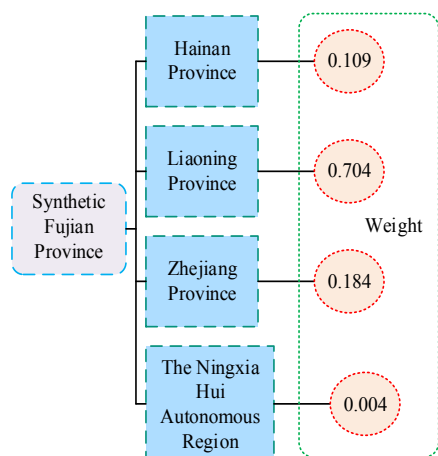 Hainan
Province
0.109
Liaoning
Province
0.704
Synthetic
Fujian
Province
Weight
Zhejiang
Province
0.184
The Ningxia
Hui
Autonomous
Region
0.004